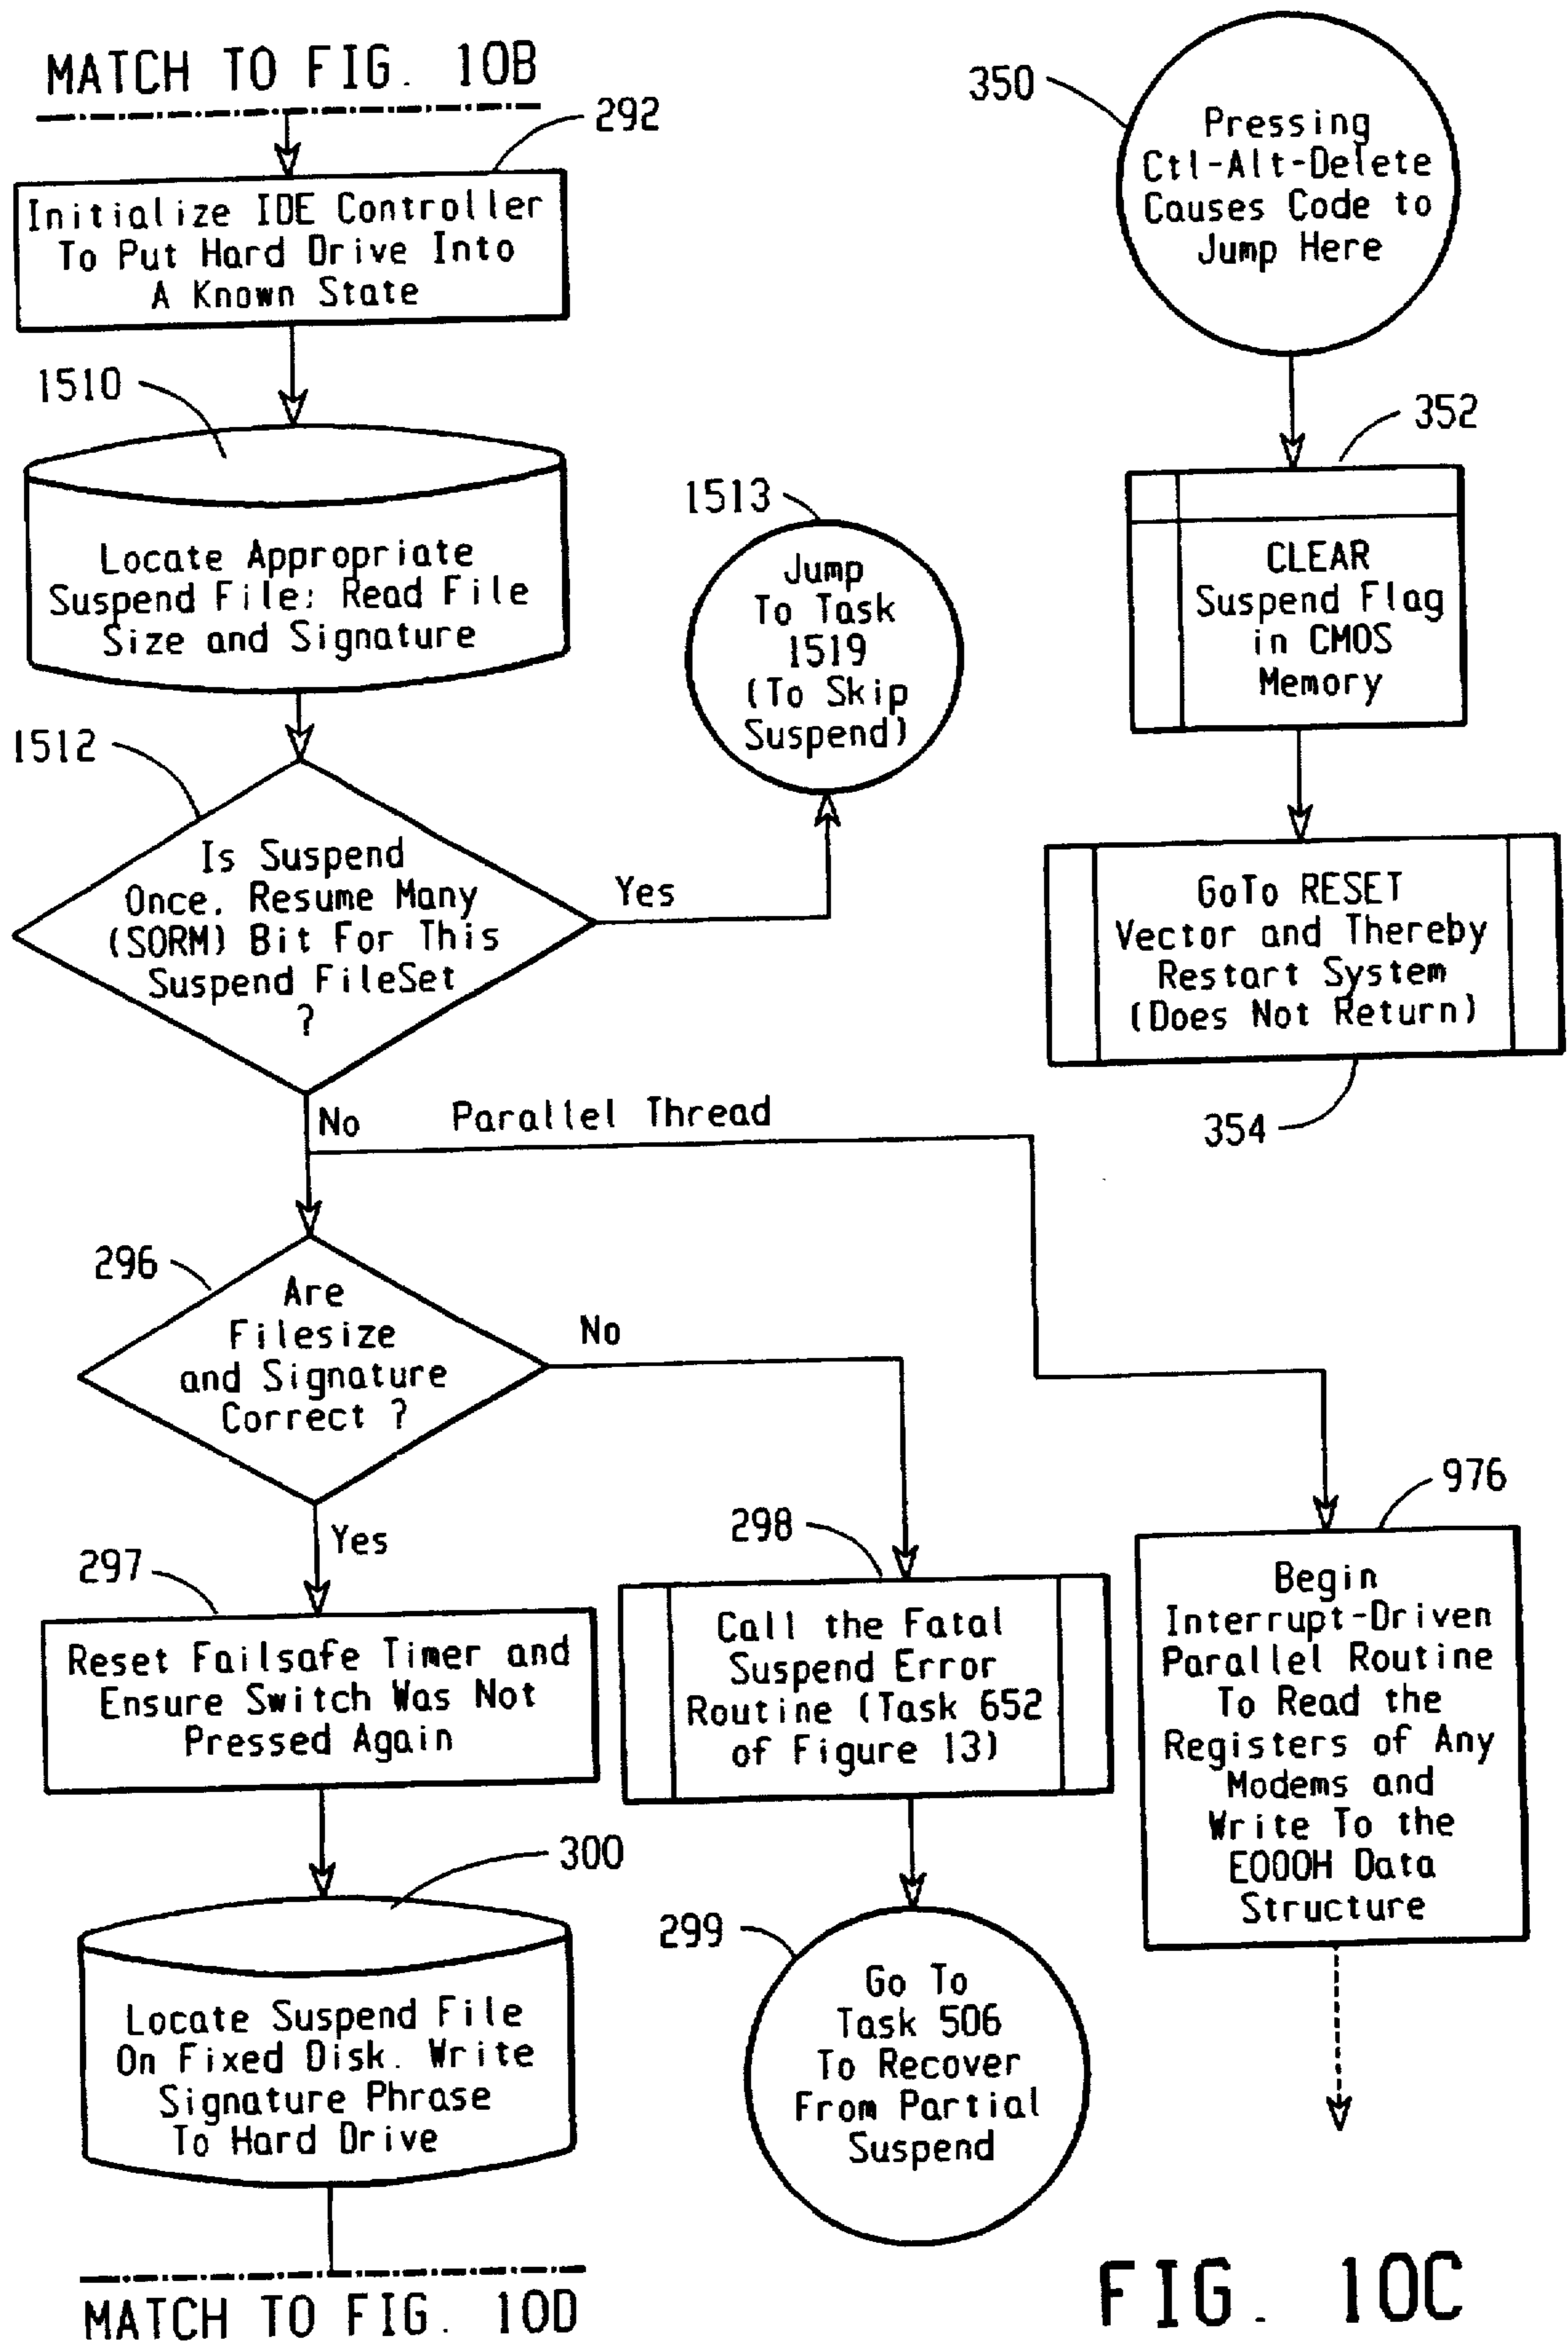 MATCH TO FIG. 10B
292
Initialize IDE Controller
To Put Hard Drive Into
A Known State
1510
Locate Appropriate
Suspend File; Read File
Size and Signature
1512
Is Suspend
Once, Resume Many
(SORM) Bit For This
Suspend FileSet
?
Yes
1513
Jump
To Task
1519
(To Skip
Suspend)
No
Parallel Thread
296
Are
Filesize
and Signature
Correct ?
No
Yes
297
Reset Failsafe Timer and
Ensure Switch Was Not
Pressed Again
298
Call the Fatal
Suspend Error
Routine (Task 652
of Figure 13)
299
Go To
Task 506
To Recover
From Partial
Suspend
300
Locate Suspend File
On Fixed Disk. Write
Signature Phrase
To Hard Drive
MATCH TO FIG. 10D
350
Pressing
Ctl-Alt-Delete
Causes Code to
Jump Here
352
CLEAR
Suspend Flag
in CMOS
Memory
GoTo RESET
Vector and Thereby
Restart System
(Does Not Return)
354
976
Begin
Interrupt-Driven
Parallel Routine
To Read the
Registers of Any
Modems and
Write To the
E000H Data
Structure
FIG. 10C